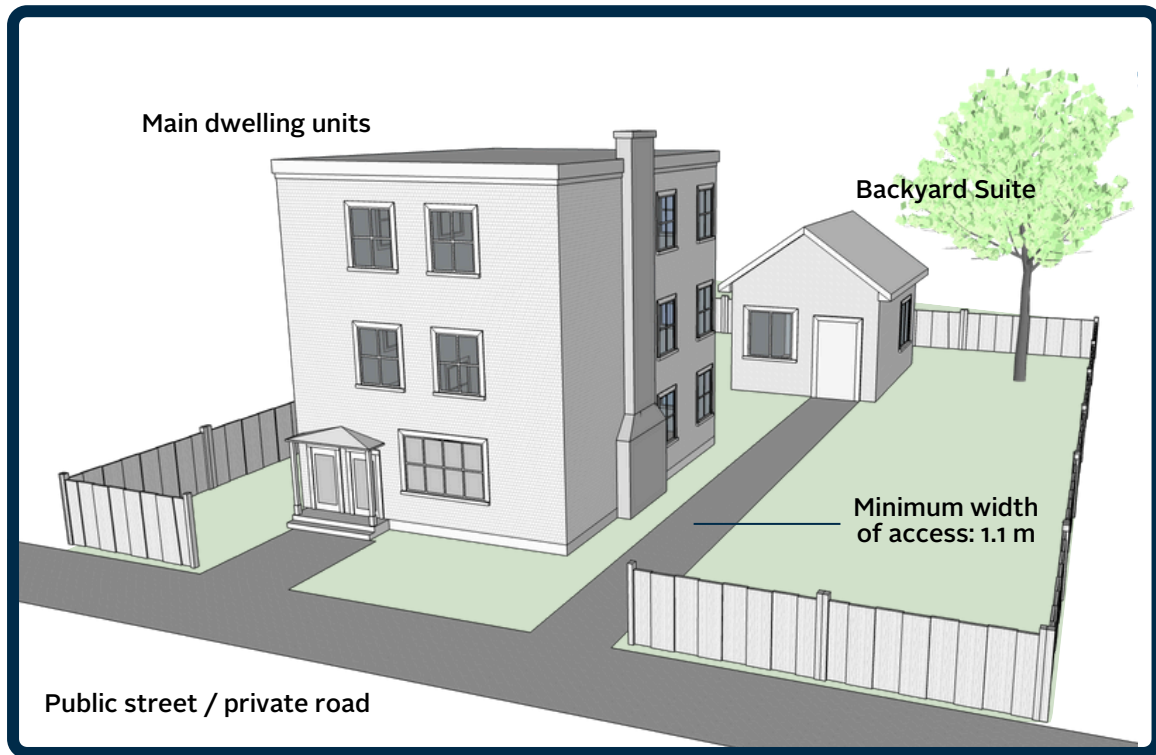 Main dwelling units
Backyard Suite
Minimum width
of access: 1.1 m
Public street / private road